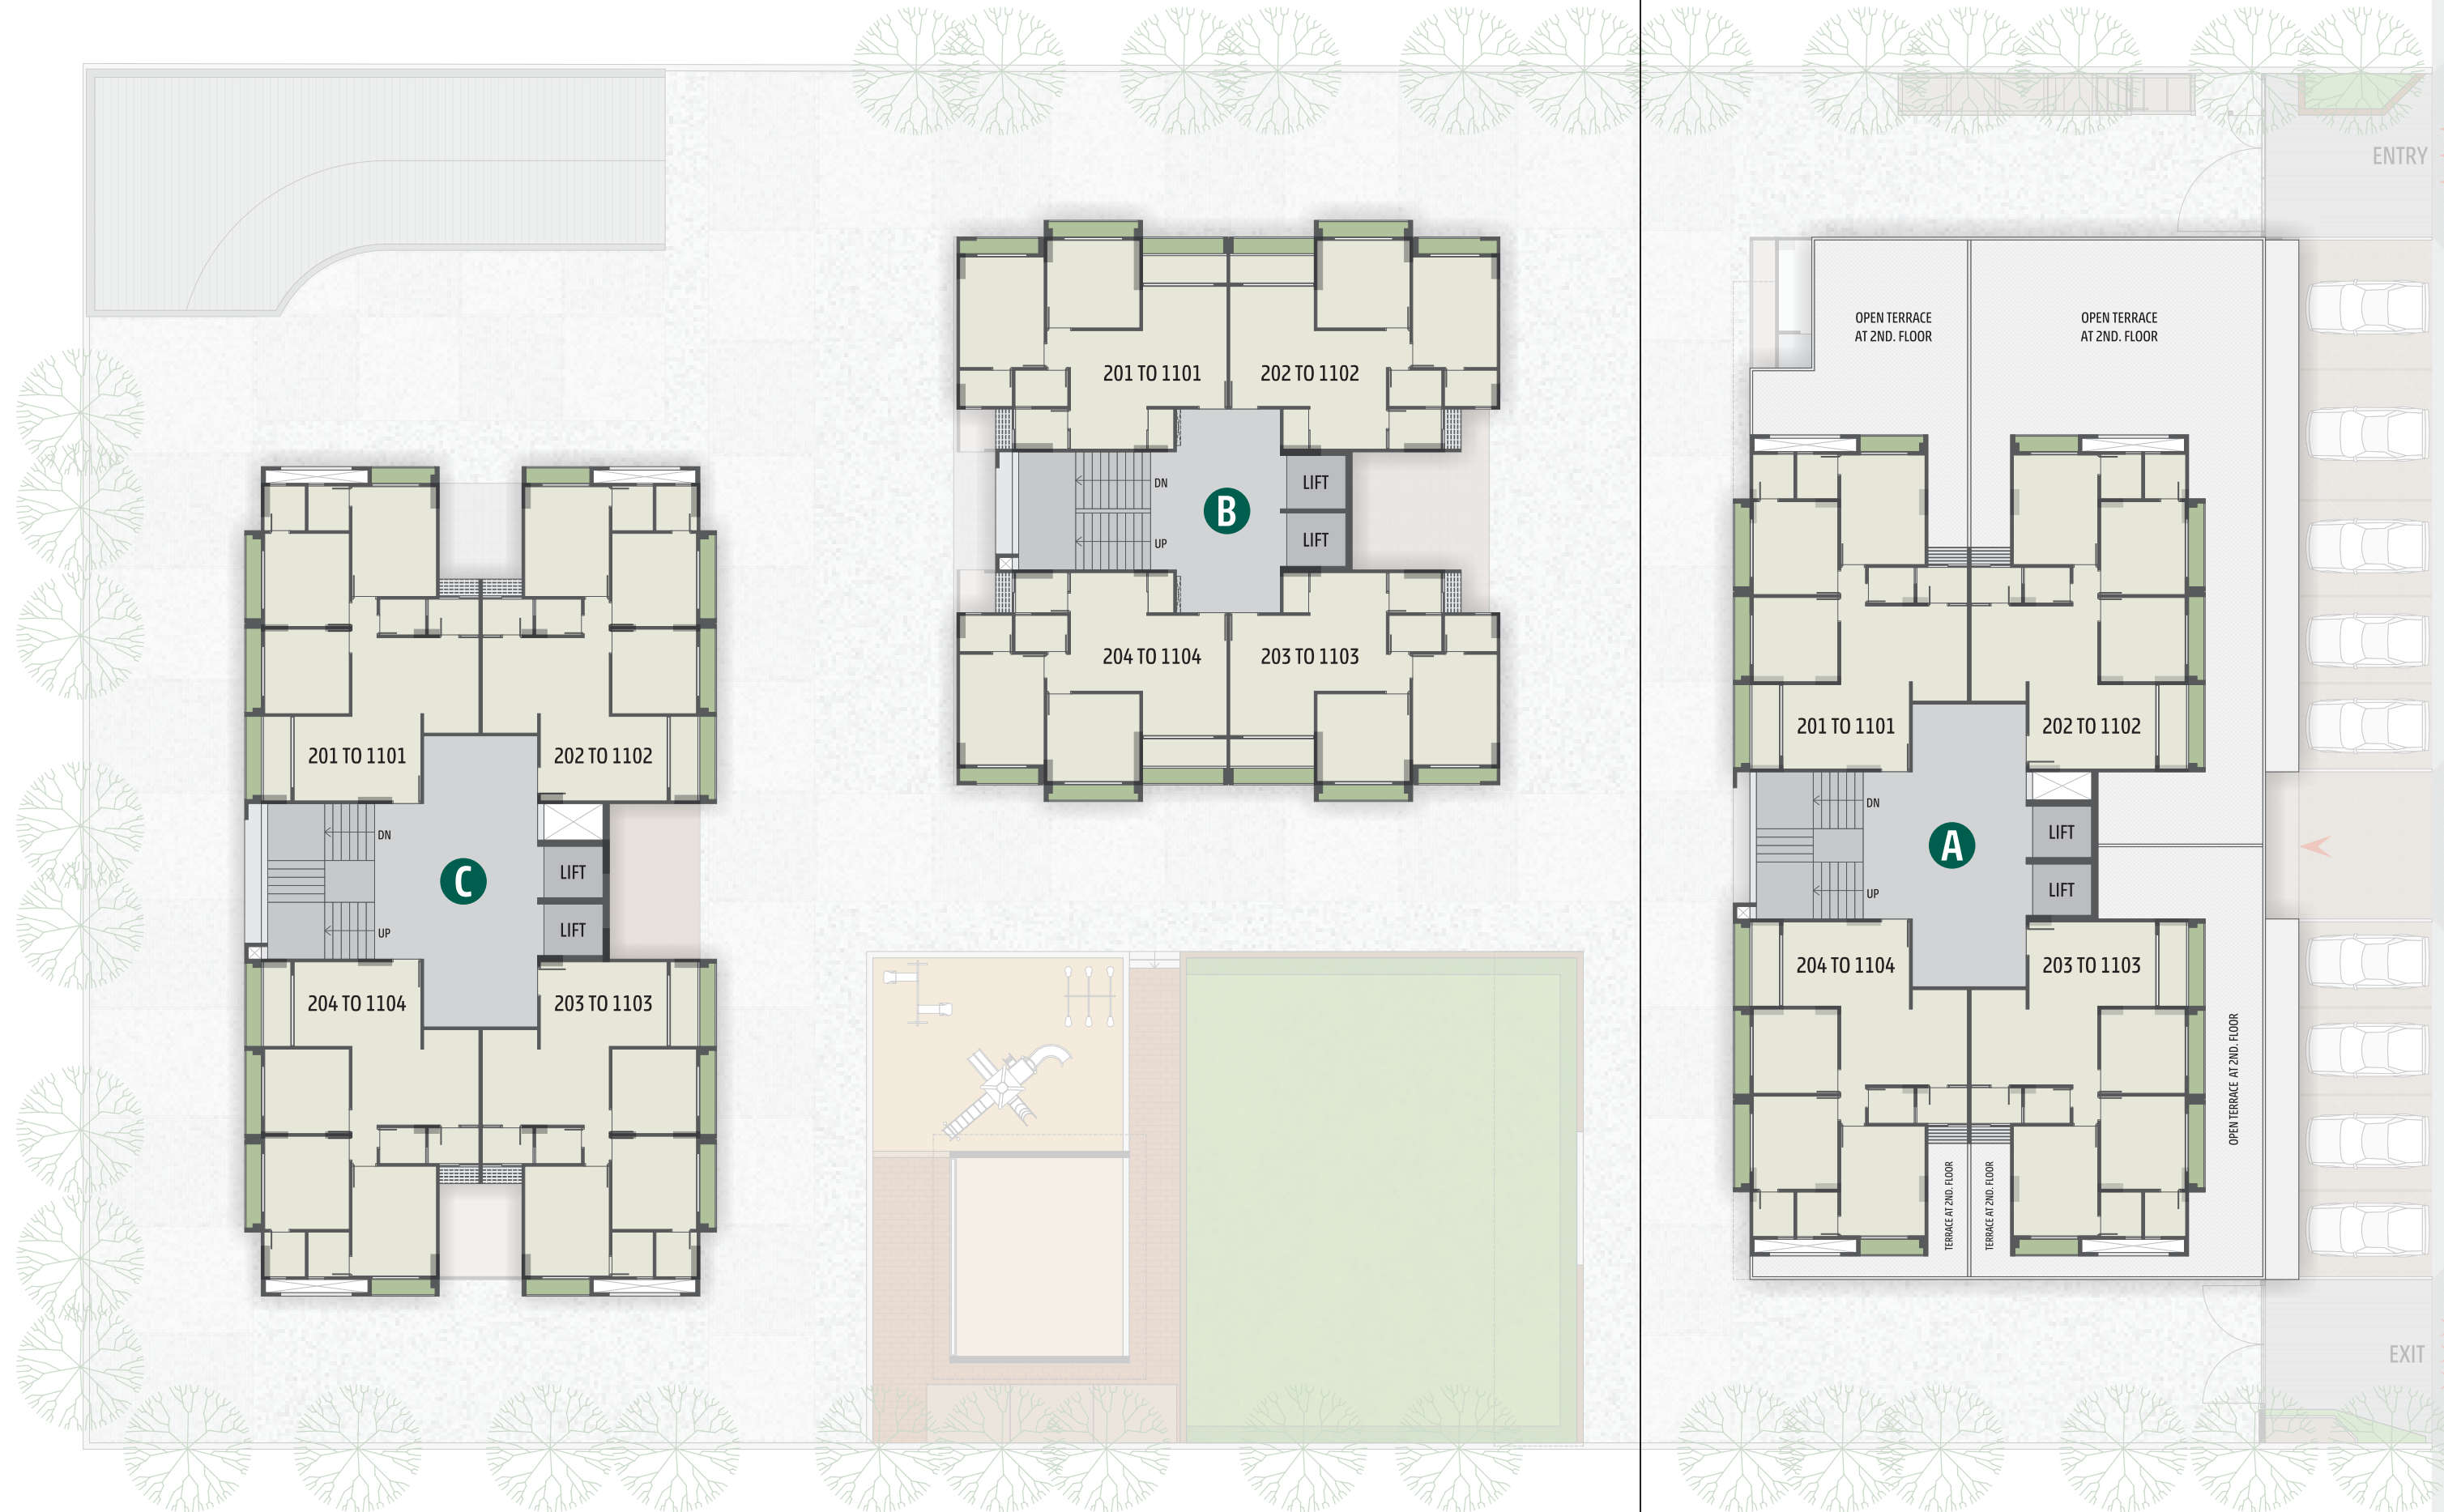 ENTRY
OPEN TERRACE
AT 2ND. FLOOR
OPEN TERRACE
AT 2ND. FLOOR
201 TO 1101
202 TO 1102
DN
UP
B
LIFT
LIFT
204 TO 1104
203 TO 1103
201 TO 1101
202 TO 1102
DN
UP
C
LIFT
LIFT
204 TO 1104
203 TO 1103
201 TO 1101
202 TO 1102
DN
UP
A
LIFT
LIFT
204 TO 1104
203 TO 1103
OPEN TERRACE AT 2ND. FLOOR
TERRACE AT 2ND. FLOOR
TERRACE AT 2ND. FLOOR
EXIT